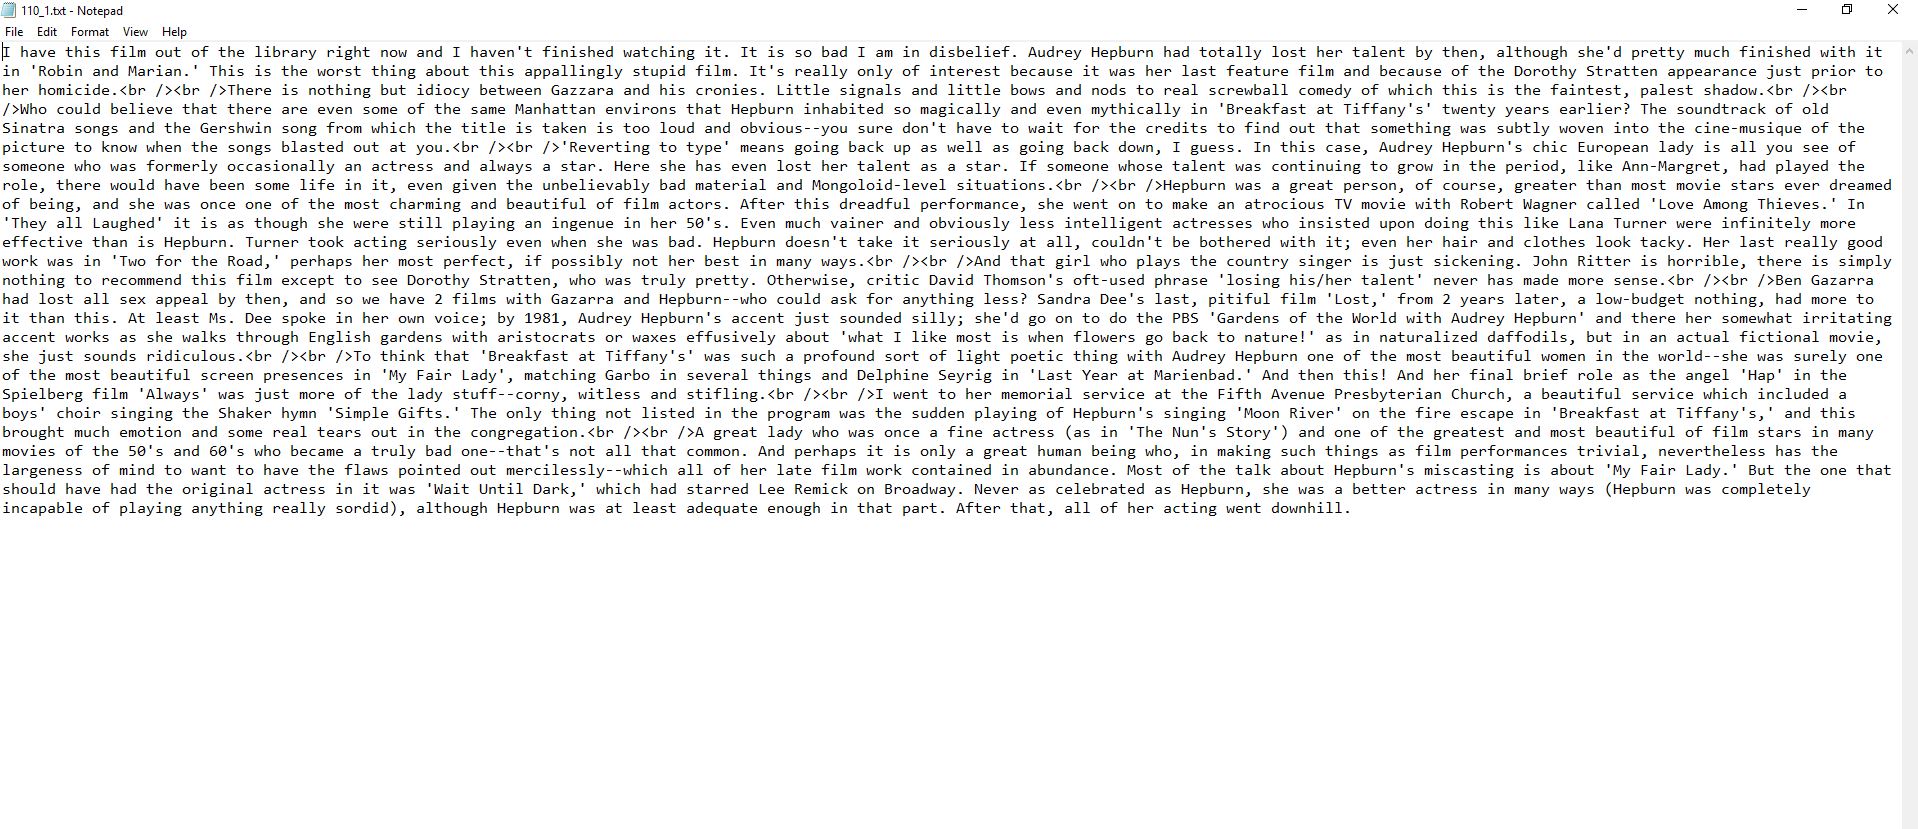 110_1.txt - Notepad
File Edit Format View Help
I have this film out of the library right now and I haven't finished watching it. It is so bad I am in disbelief. Audrey Hepburn had totally lost her talent by then, although she'd pretty much finished with it
in 'Robin and Marian.' This is the worst thing about this appallingly stupid film. It's really only of interest because it was her last feature film and because of the Dorothy Stratten appearance just prior to
her homicide.<br /><br />There is nothing but idiocy between Gazzara and his cronies. Little signals and little bows and nods to real screwball comedy of which this is the faintest, palest shadow.<br /><br
/>Who could believe that there are even some of the same Manhattan environs that Hepburn inhabited so magically and even mythically in 'Breakfast at Tiffany's' twenty years earlier? The soundtrack of old
Sinatra songs and the Gershwin song from which the title is taken is too loud and obvious--you sure don't have to wait for the credits to find out that something was subtly woven into the cine-musique of the
picture to know when the songs blasted out at you.<br /><br />'Reverting to type' means going back up as well as going back down, I guess. In this case, Audrey Hepburn's chic European lady is all you see of
someone who was formerly occasionally an actress and always a star. Here she has even lost her talent as a star. If someone whose talent was continuing to grow in the period, like Ann-Margret, had played the
role, there would have been some life in it, even given the unbelievably bad material and Mongoloid-level situations.<br /><br />Hepburn was a great person, of course, greater than most movie stars ever dreamed
of being, and she was once one of the most charming and beautiful of film actors. After this dreadful performance, she went on to make an atrocious TV movie with Robert Wagner called 'Love Among Thieves.' In
'They all Laughed' it is as though she were still playing an ingenue in her 50's. Even much vainer and obviously less intelligent actresses who insisted upon doing this like Lana Turner were infinitely more
effective than is Hepburn. Turner took acting seriously even when she was bad. Hepburn doesn't take it seriously at all, couldn't be bothered with it; even her hair and clothes look tacky. Her last really good
work was in 'Two for the Road,' perhaps her most perfect, if possibly not her best in many ways.<br /><br />And that girl who plays the country singer is just sickening. John Ritter is horrible, there is simply
nothing to recommend this film except to see Dorothy Stratten, who was truly pretty. Otherwise, critic David Thomson's oft-used phrase 'losing his/her talent' never has made more sense.<br /><br />Ben Gazarra
had lost all sex appeal by then, and so we have 2 films with Gazarra and Hepburn--who could ask for anything less? Sandra Dee's last, pitiful film 'Lost,' from 2 years later, a low-budget nothing, had more to
it than this. At least Ms. Dee spoke in her own voice; by 1981, Audrey Hepburn's accent just sounded silly; she'd go on to do the PBS 'Gardens of the World with Audrey Hepburn' and there her somewhat irritating
accent works as she walks through English gardens with aristocrats or waxes effusively about 'what I like most is when flowers go back to nature!' as in naturalized daffodils, but in an actual fictional movie,
she just sounds ridiculous.<br /><br />To think that 'Breakfast at Tiffany's' was such a profound sort of light poetic thing with Audrey Hepburn one of the most beautiful women in the world--she was surely one
of the most beautiful screen presences in 'My Fair Lady', matching Garbo in several things and Delphine Seyrig in 'Last Year at Marienbad.' And then this! And her final brief role as the angel 'Hap' in the
Spielberg film 'Always' was just more of the lady stuff--corny, witless and stifling.<br /><br />I went to her memorial service at the Fifth Avenue Presbyterian Church, a beautiful service which included a
boys' choir singing the Shaker hymn 'Simple Gifts.' The only thing not listed in the program was the sudden playing of Hepburn's singing 'Moon River' on the fire escape in 'Breakfast at Tiffany's,' and this
brought much emotion and some real tears out in the congregation.<br /><br />A great lady who was once a fine actress (as in 'The Nun's Story') and one of the greatest and most beautiful of film stars in many
movies of the 50's and 60's who became a truly bad one--that's not all that common. And perhaps it is only a great human being who, in making such things as film performances trivial, nevertheless has the
largeness of mind to want to have the flaws pointed out mercilessly--which all of her late film work contained in abundance. Most of the talk about Hepburn's miscasting is about 'My Fair Lady.' But the one that
should have had the original actress in it was 'Wait Until Dark,' which had starred Lee Remick on Broadway. Never as celebrated as Hepburn, she was a better actress in many ways (Hepburn was completely
incapable of playing anything really sordid), although Hepburn was at least adequate enough in that part. After that, all of her acting went downhill.